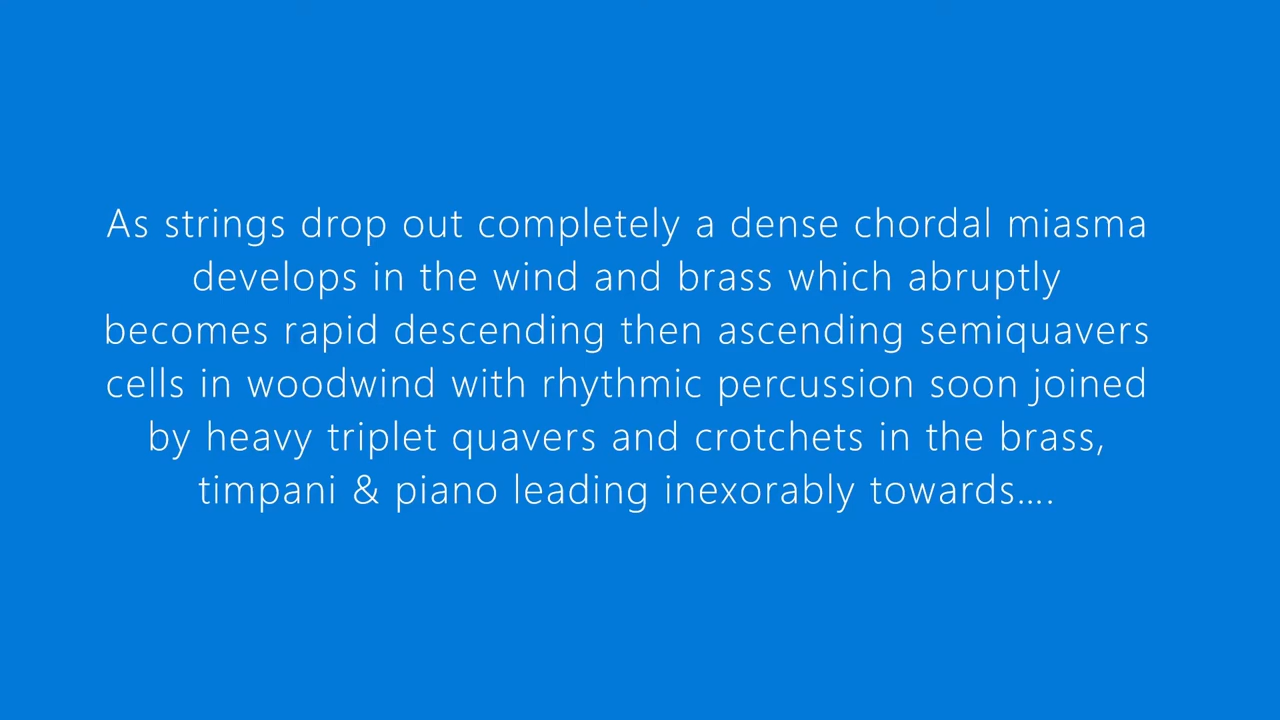 As strings drop out completely a dense chordal miasma
develops in the wind and brass which abruptly
becomes rapid descending then ascending semiquavers
cells in woodwind with rhythmic percussion soon joined
by heavy triplet quavers and crotchets in the brass,
timpani & piano leading inexorably towards....